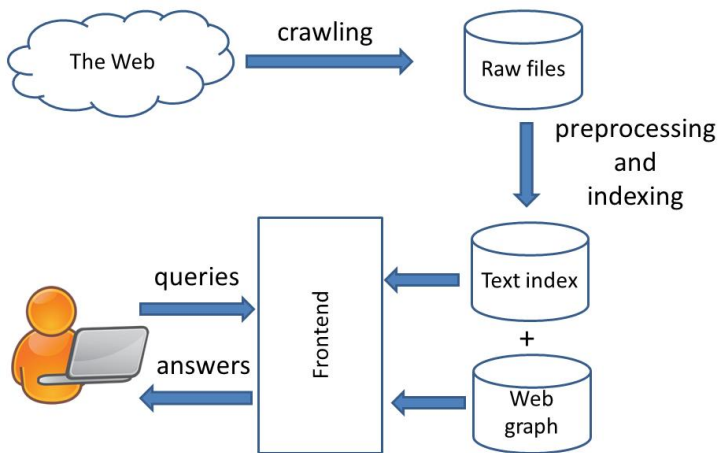 crawling
The Web
Raw files
preprocessing
and
indexing
queries
Text index
Frontend
+
answers
Web
graph